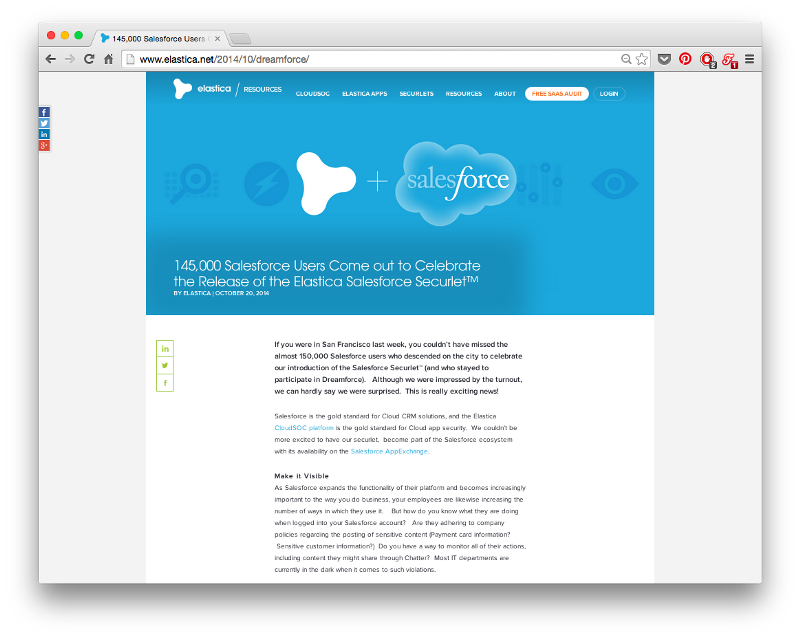 145,000 Salesforce Users
www.elastica.net/2014/10/dreamforce/
elastica / RESOURCES
CLOUDSOC ELASTICA APPS SECURLETS RESOURCES ABOUT FREE SAAS AUDIT LOGIN
salesforce
145,000 Salesforce Users Come out to Celebrate
the Release of the Elastica Salesforce Securlet™
BY ELASTICA | OCTOBER 20, 2014
If you were in San Francisco last week, you couldn't have missed the
almost 150,000 Salesforce users who descended on the city to celebrate
our introduction of the Salesforce Securlet™ (and who stayed to
participate in Dreamforce). Although we were impressed by the turnout,
we can hardly say we were surprised. This is really exciting news!
Salesforce is the gold standard for Cloud CRM solutions, and the Elastica
CloudSOC platform is the gold standard for Cloud app security. We couldn't be
more excited to have our securlet, become part of the Salesforce ecosystem
with its availability on the Salesforce AppExchange.
Make it Visible
As Salesforce expands the functionality of their platform and becomes increasingly
important to the way you do business, your employees are likewise increasing the
number of ways in which they use it. But how do you know what they are doing
when logged into your Salesforce account? Are they adhering to company
policies regarding the posting of sensitive content (Payment card information?
Sensitive customer information?) Do you have a way to monitor all of their actions,
including content they might share through Chatter? Most IT departments are
currently in the dark when it comes to such violations.